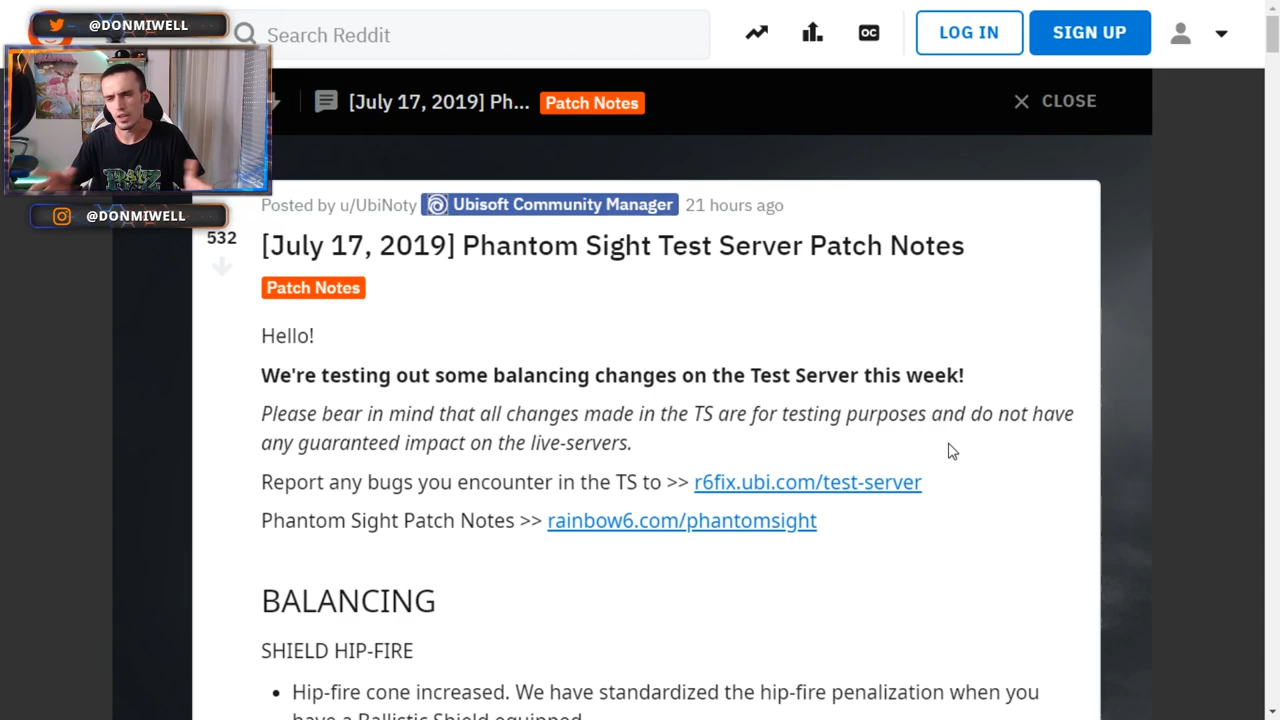 @DONMIWELL
Search Reddit
LOG IN
SIGN UP
[July 17, 2019] Ph... Patch Notes
CLOSE
@DONMIWELL
Posted by u/UbiNoty Ubisoft Community Manager 21 hours ago
532
[July 17, 2019] Phantom Sight Test Server Patch Notes
Patch Notes
Hello!
We're testing out some balancing changes on the Test Server this week!
Please bear in mind that all changes made in the TS are for testing purposes and do not have
any guaranteed impact on the live-servers.
Report any bugs you encounter in the TS to >> r6fix.ubi.com/test-server
Phantom Sight Patch Notes >> rainbow6.com/phantomsight
BALANCING
SHIELD HIP-FIRE
• Hip-fire cone increased. We have standardized the hip-fire penalization when you
have a Ballistic Shield equipped.